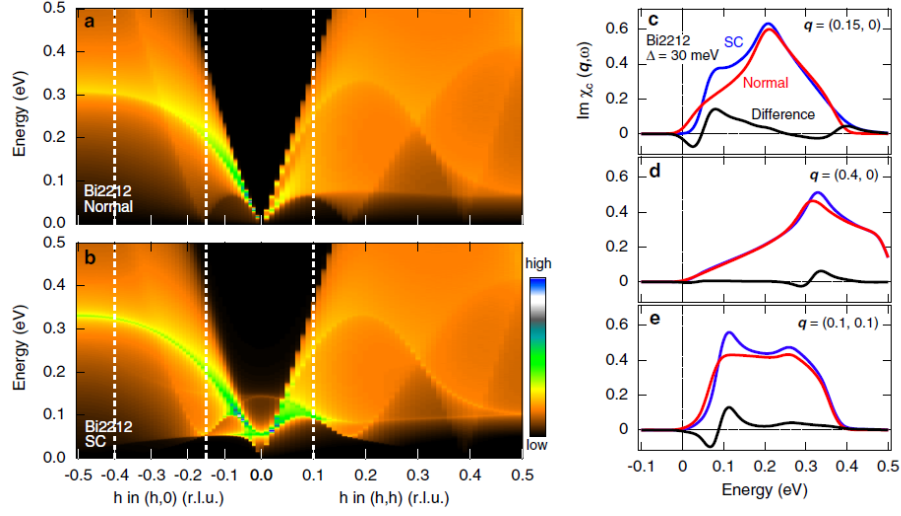 a
Energy (eV)
0.5
0.4
0.3
0.2
0.1
0.0
Bi2212
Normal
b
Energy (eV)
0.5
0.4
0.3
0.2
0.1
0.0
Bi2212
SC
high
low
-0.5 -0.4 -0.3 -0.2 -0.1 0.0 0.1 0.2 0.3 0.4 0.5
h in (h,0) (r.l.u.) h in (h,h) (r.l.u.)
c
q = (0.15, 0)
Bi2212
Δ = 30 meV
SC
Normal
Difference
Im χc (q,ω)
0.6
0.4
0.2
0
d
q = (0.4, 0)
0.6
0.4
0.2
0
e
q = (0.1, 0.1)
0.6
0.4
0.2
0
-0.1 0 0.1 0.2 0.3 0.4 0.5
Energy (eV)